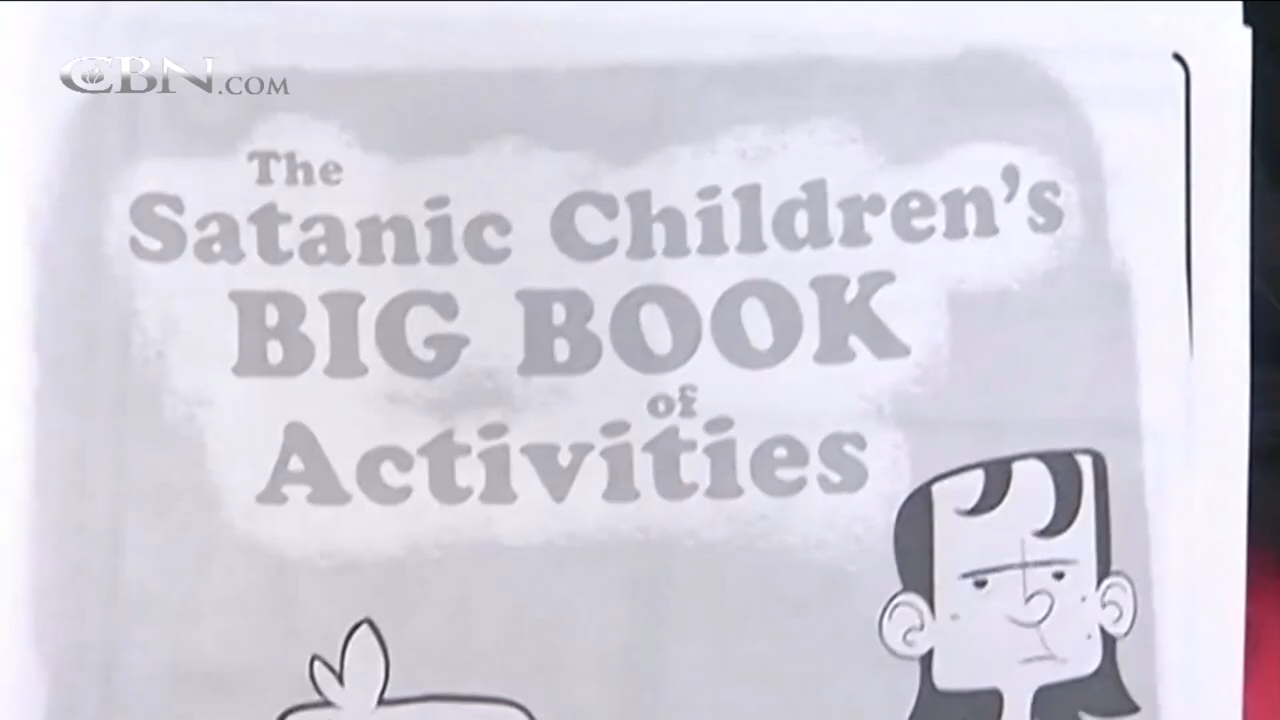 CBN.COM
The
Satanic Children's
BIG BOOK
of
Activities